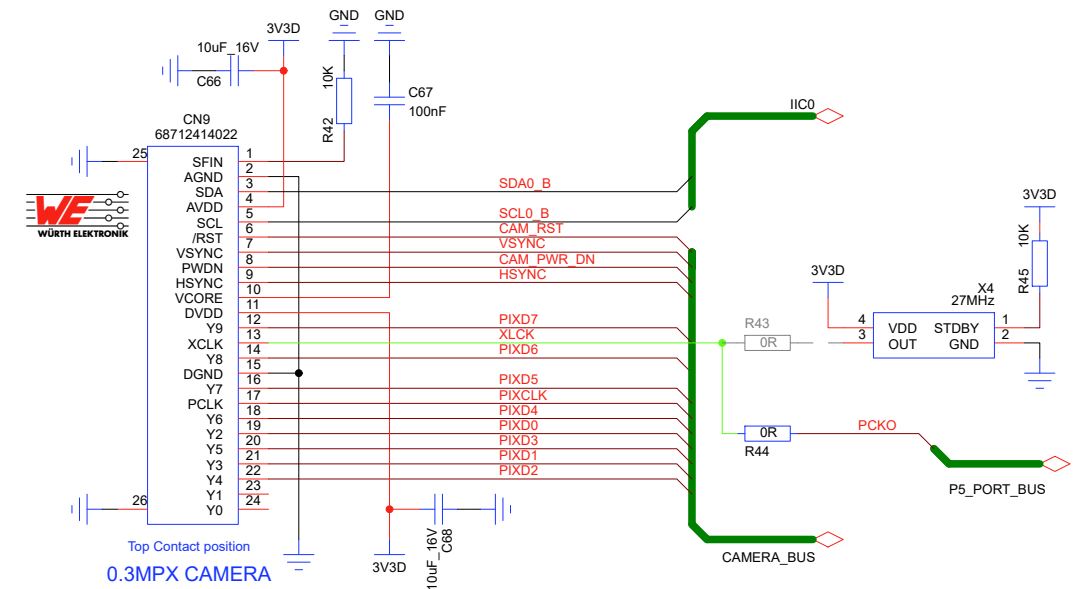 GND GND
3V3D
10uF_16V
C66
10K
R42
C67
100nF
IIC0
CN9
68712414022
25
26
SFIN 1
AGND 2
SDA 3
AVDD 4
SCL 5
/RST 6
VSYNC 7
PWDN 8
HSYNC 9
VCORE 10
DVDD 11
Y9 12
XCLK 13
Y8 14
DGND 15
Y7 16
PCLK 17
Y6 18
Y2 19
Y5 20
Y3 21
Y4 22
Y1 23
Y0 24
WE
WÜRTH ELEKTRONIK
SDA0_B
SCL0_B
CAM_RST
VSYNC
CAM_PWR_DN
HSYNC
PIXD7
XLCK
PIXD6
PIXD5
PIXCLK
PIXD4
PIXD0
PIXD3
PIXD1
PIXD2
3V3D
10K
R45
3V3D
X4
27MHz
4 VDD STDBY 1
3 OUT GND 2
R43
0R
0R
R44
PCKO
P5_PORT_BUS
CAMERA_BUS
Top Contact position
0.3MPX CAMERA
3V3D
10uF_16V
C68